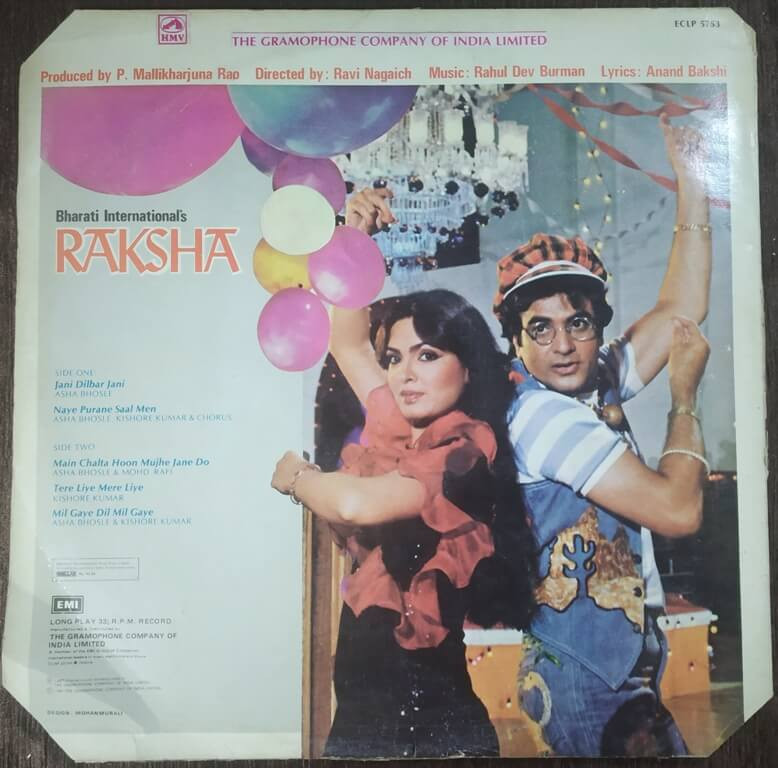 HMV
ECLP 5753
THE GRAMOPHONE COMPANY OF INDIA LIMITED
Produced by P. Mallikharjuna Rao Directed by: Ravi Nagaich Music: Rahul Dev Burman Lyrics: Anand Bakshi
Bharati International's
RAKSHA
SIDE ONE
Jani Dilbar Jani
ASHA BHOSLE
Naye Purane Saal Men
ASHA BHOSLE, KISHORE KUMAR & CHORUS
SIDE TWO
Main Chalta Hoon Mujhe Jane Do
ASHA BHOSLE & MOHD. RAFI
Tere Liye Mere Liye
KISHORE KUMAR
Mil Gaye Dil Mil Gaye
ASHA BHOSLE & KISHORE KUMAR
EMI
LONG PLAY 33⅓ R.P.M. RECORD
THE GRAMOPHONE COMPANY OF
INDIA LIMITED
DESIGN: MOHANMURALI